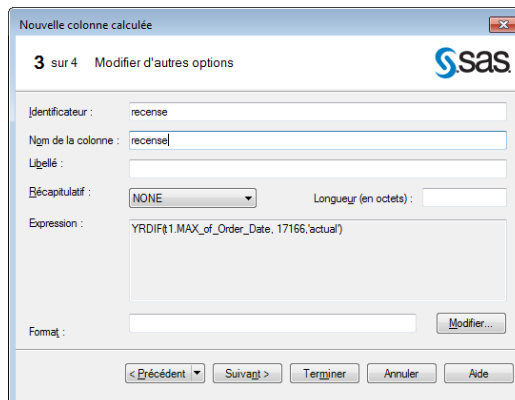 Nouvelle colonne calculée
3 sur 4 Modifier d'autres options
sas
Identificateur : recense
Nom de la colonne : recense
Libellé :
Récapitulatif : NONE Longueur (en octets) :
Expression : YRDIF(t1.MAX_of_Order_Date, 17166,'actual')
Format : Modifier...
< Précédent Suivant > Terminer Annuler Aide